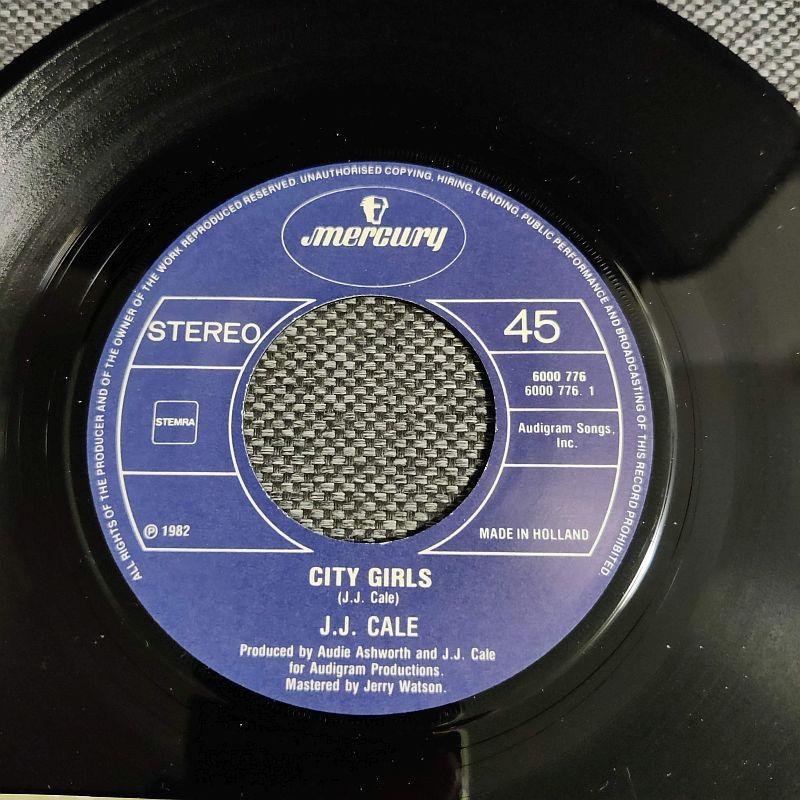 ALL RIGHTS OF THE PRODUCER AND OF THE OWNER OF THE WORK REPRODUCED RESERVED. UNAUTHORISED COPYING, HIRING, LENDING, PUBLIC PERFORMANCE AND BROADCASTING OF THIS RECORD PROHIBITED.
mercury
STEREO
45
6000 776
6000 776. 1
STEMRA
Audigram Songs,
Inc.
℗ 1982
MADE IN HOLLAND
CITY GIRLS
(J.J. Cale)
J.J. CALE
Produced by Audie Ashworth and J.J. Cale
for Audigram Productions.
Mastered by Jerry Watson.